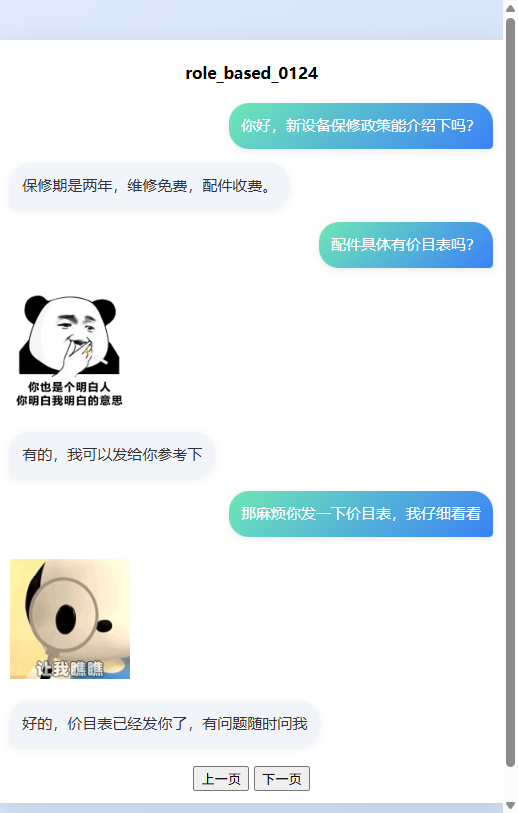 role_based_0124
你好，新设备保修政策能介绍下吗？
保修期是两年，维修免费，配件收费。
配件具体有价目表吗？
你也是个明白人
你明白我明白的意思
有的，我可以发给你参考下
那麻烦你发一下价目表，我仔细看看
让我瞧瞧
好的，价目表已经发你了，有问题随时问我
上一页 下一页